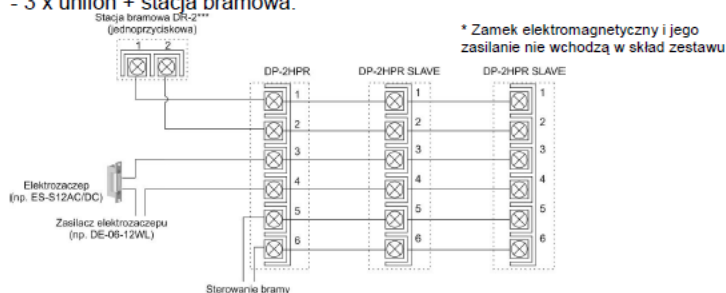 - 3 x unifon + stacja bramowa:
Stacja bramowa DR-2***
(jednoprzyciskowa)
1 2
* Zamek elektromagnetyczny i jego
zasilanie nie wchodzą w skład zestawu
DP-2HPR
DP-2HPR SLAVE
DP-2HPR SLAVE
1 1 1
2 2 2
3 3 3
4 4 4
5 5 5
6 6 6
Elektrozaczep
(np. ES-S12AC/DC)
Zasilacz elektrozaczepu
(np. DE-06-12WL)
Sterowanie bramy